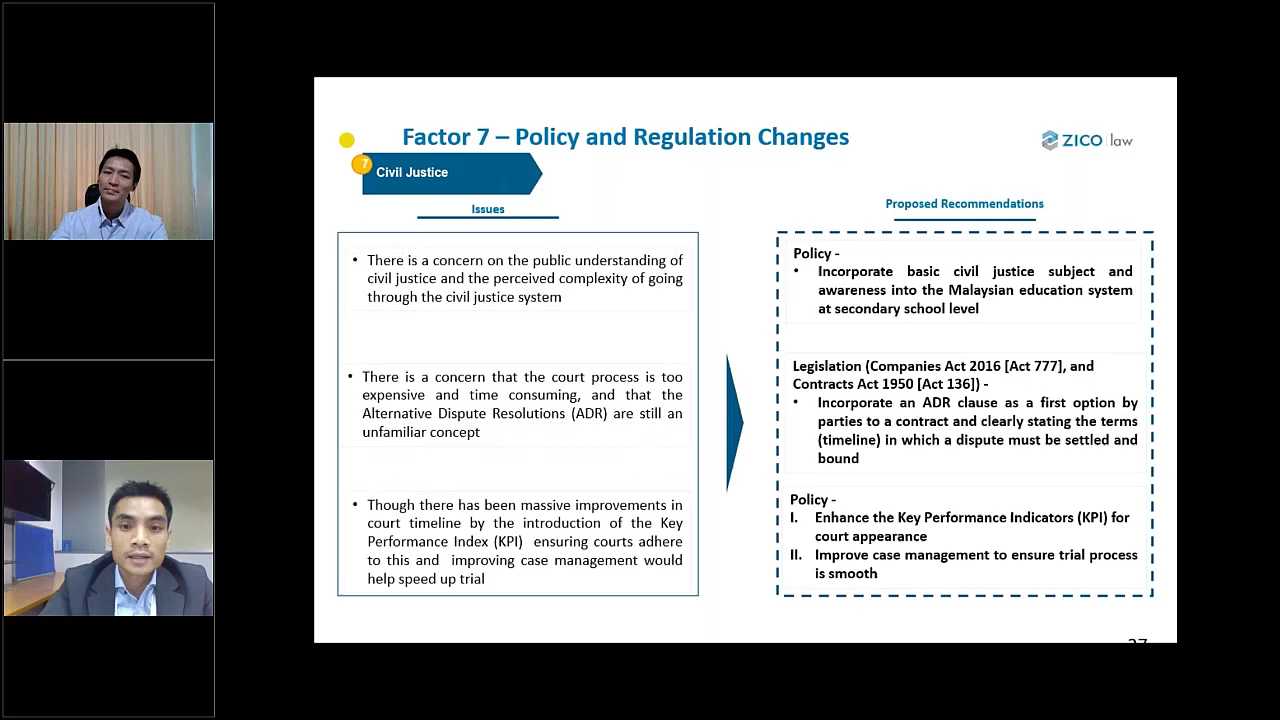 Factor 7 – Policy and Regulation Changes
ZICO law
7
Civil Justice
Issues
Proposed Recommendations
• There is a concern on the public understanding of
civil justice and the perceived complexity of going
through the civil justice system
• There is a concern that the court process is too
expensive and time consuming, and that the
Alternative Dispute Resolutions (ADR) are still an
unfamiliar concept
• Though there has been massive improvements in
court timeline by the introduction of the Key
Performance Index (KPI) ensuring courts adhere
to this and improving case management would
help speed up trial
Policy -
• Incorporate basic civil justice subject and
awareness into the Malaysian education system
at secondary school level
Legislation (Companies Act 2016 [Act 777], and
Contracts Act 1950 [Act 136]) -
• Incorporate an ADR clause as a first option by
parties to a contract and clearly stating the terms
(timeline) in which a dispute must be settled and
bound
Policy -
I. Enhance the Key Performance Indicators (KPI) for
court appearance
II. Improve case management to ensure trial process
is smooth